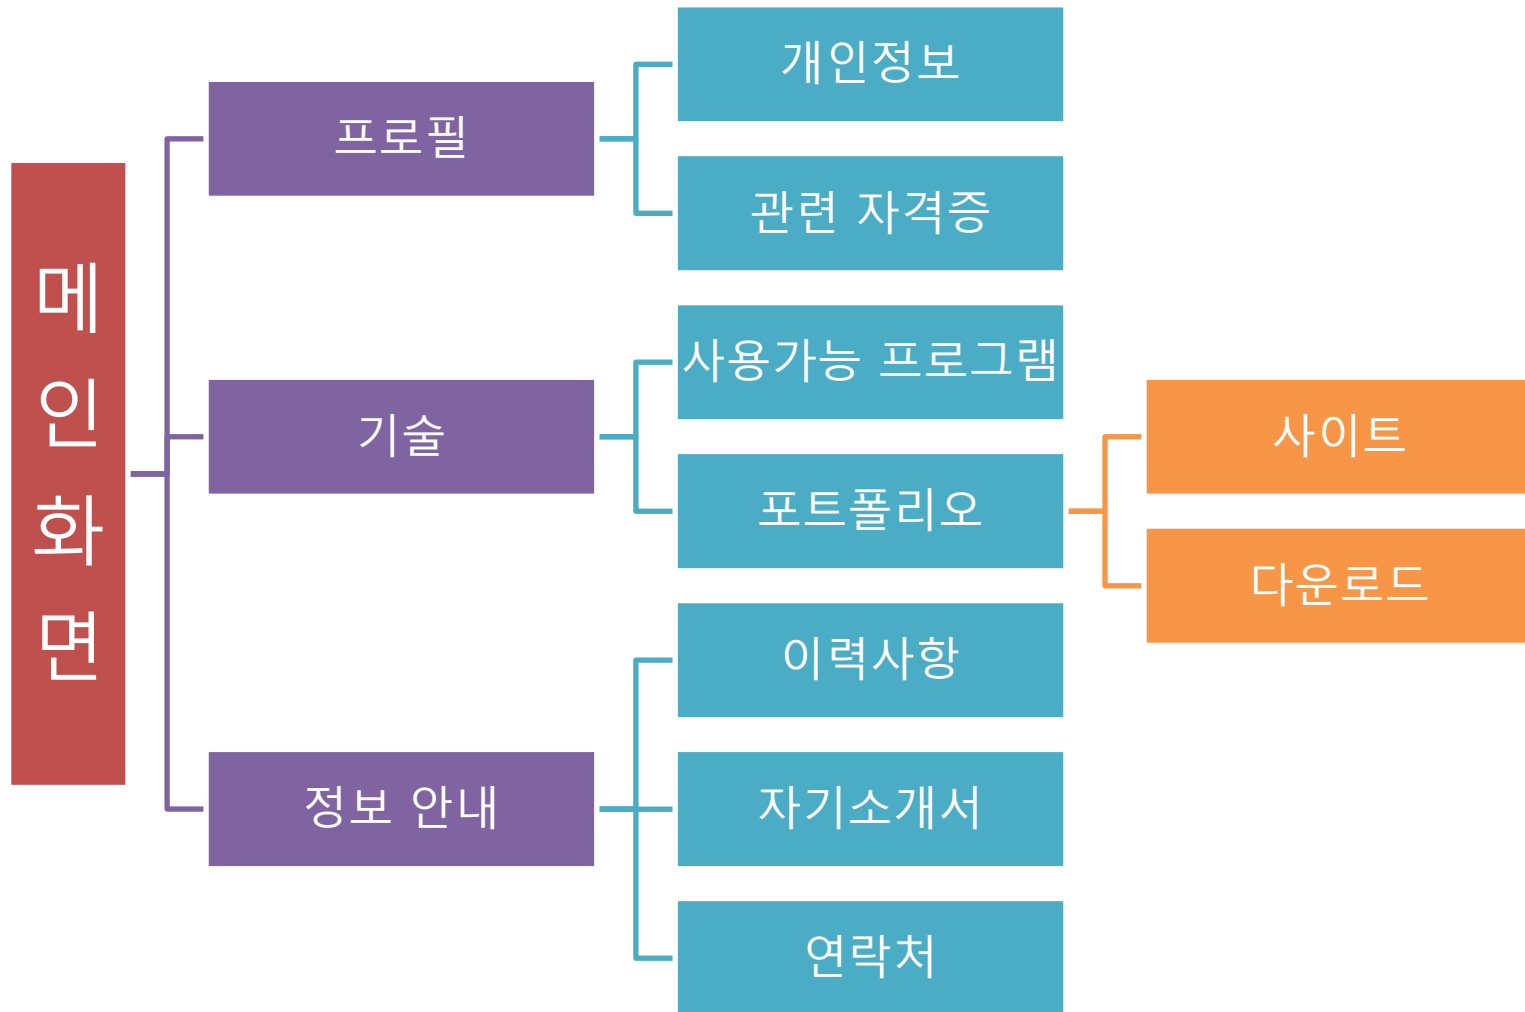 메인화면
프로필
개인정보
관련 자격증
기술
사용가능 프로그램
포트폴리오
사이트
다운로드
정보 안내
이력사항
자기소개서
연락처